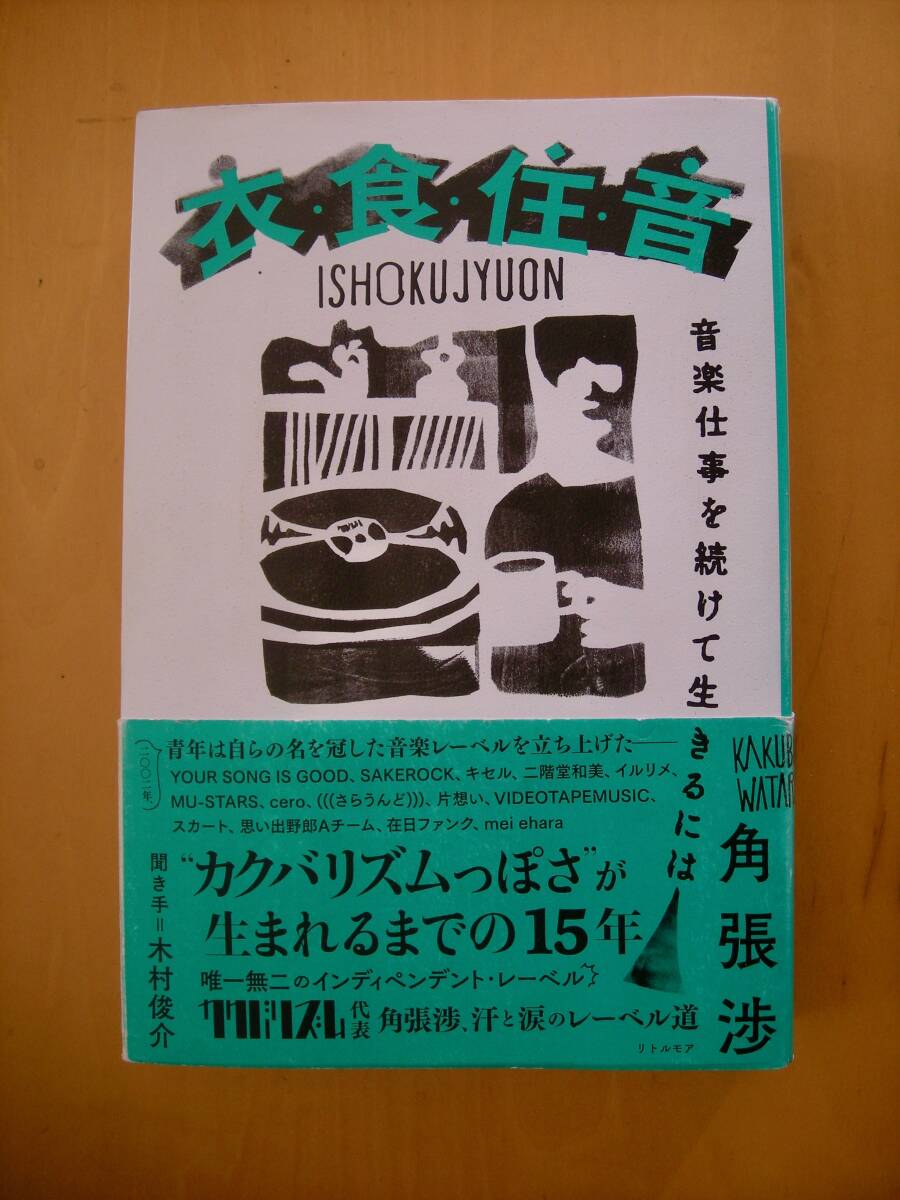 衣・食・住・音
ISHOKUJYUON
音楽仕事を続けて生きるには
KAKUB
WATAR
角張渉
二〇〇二年、
青年は自らの名を冠した音楽レーベルを立ち上げた――
YOUR SONG IS GOOD、SAKEROCK、キセル、二階堂和美、イルリメ、
MU-STARS、cero、(((さらうんど)))、片想い、VIDEOTAPEMUSIC、
スカート、思い出野郎Aチーム、在日ファンク、mei ehara
聞き手=木村俊介
“カクバリズムっぽさ”が
生まれるまでの15年
唯一無二のインディペンデント・レーベル
カクバリズム代表 角張渉、汗と涙のレーベル道
リトルモア